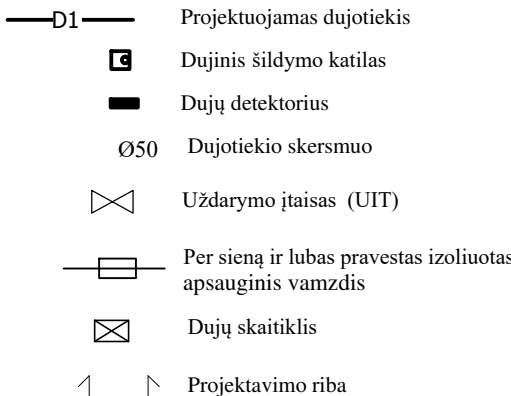 D1 Projektuojamas dujotiekis
Dujinis šildymo katilas
Dujų detektorius
Ø50 Dujotiekio skersmuo
Uždarymo įtaisas (UIT)
Per sieną ir lubas pravestas izoliuotas
apsauginis vamzdis
Dujų skaitiklis
Projektavimo riba